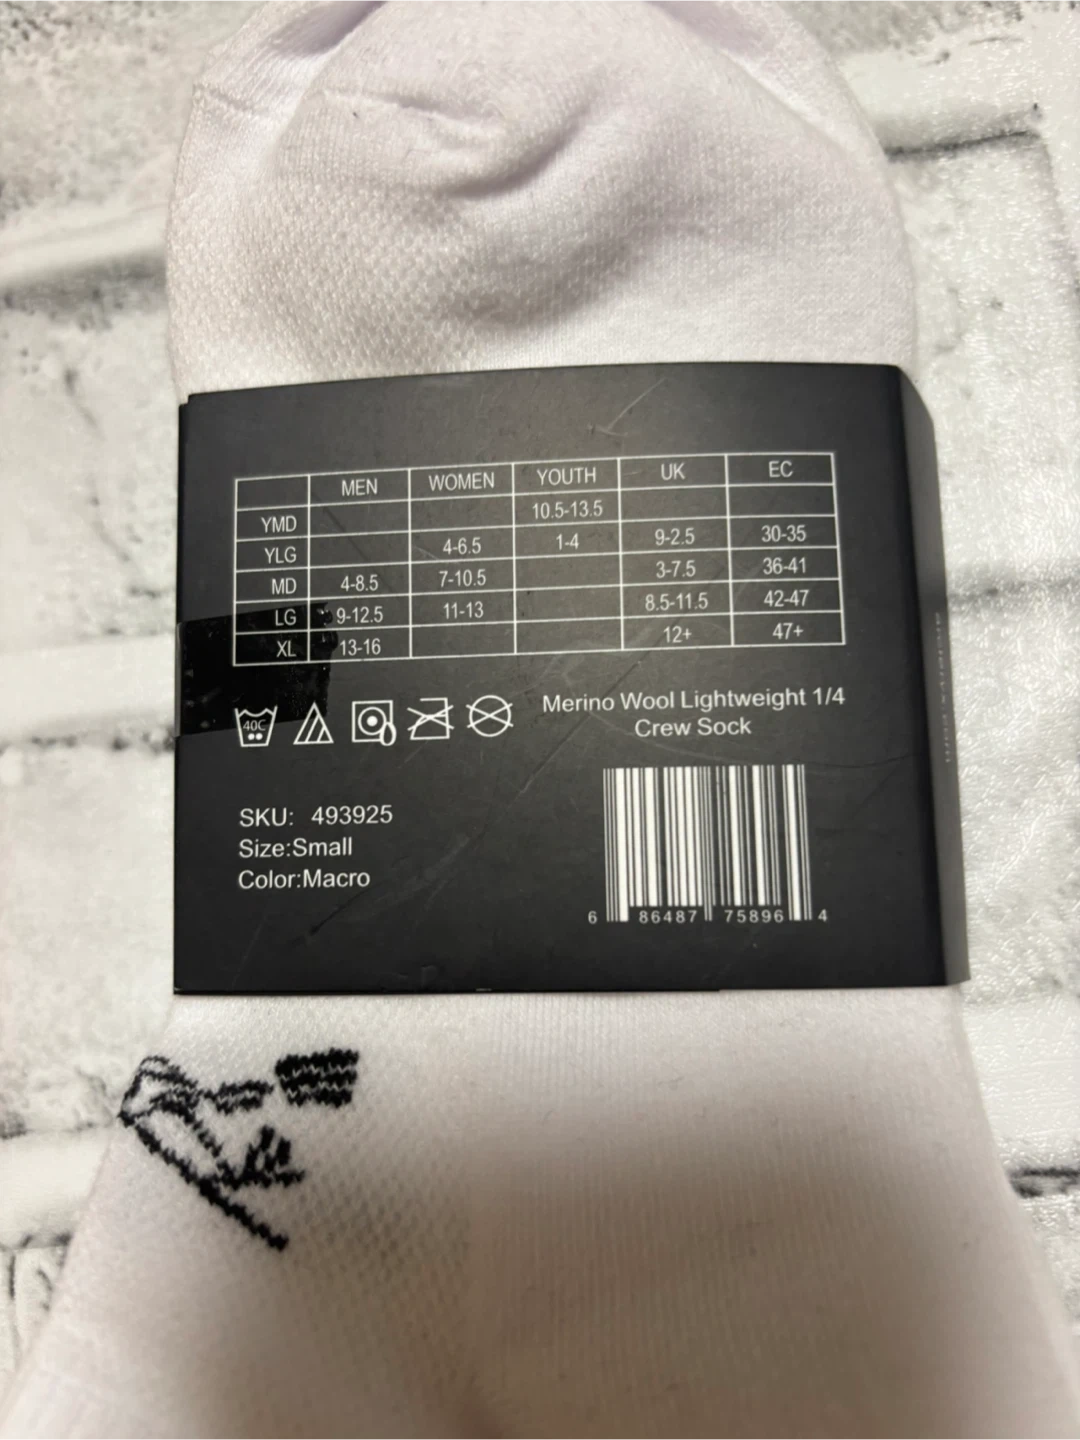 MEN WOMEN YOUTH UK EC
YMD 10.5-13.5
YLG 4-6.5 1-4 9-2.5 30-35
MD 4-8.5 7-10.5 3-7.5 36-41
LG 9-12.5 11-13 8.5-11.5 42-47
XL 13-16 12+ 47+
40C
Merino Wool Lightweight 1/4
Crew Sock
SKU: 493925
Size:Small
Color:Macro
6 86487 75896 4